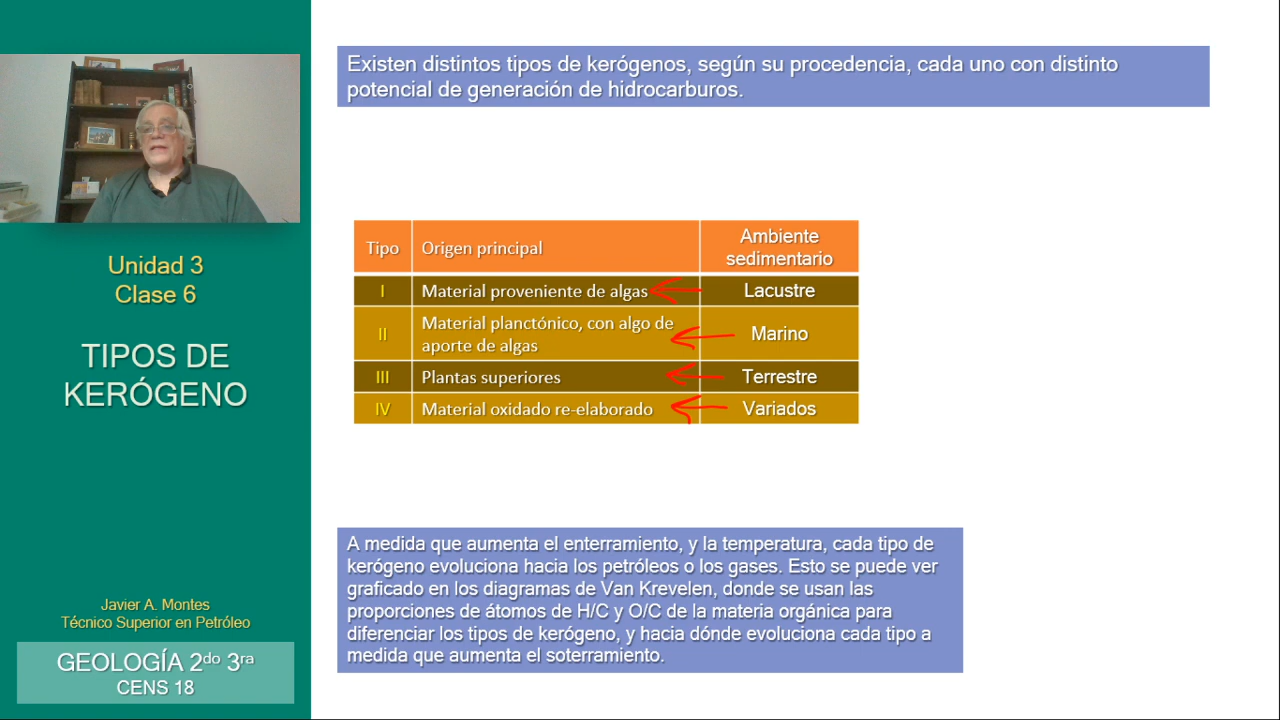 Existen distintos tipos de kerógenos, según su procedencia, cada uno con distinto
potencial de generación de hidrocarburos.
Unidad 3
Clase 6
TIPOS DE
KERÓGENO
Tipo Origen principal Ambiente sedimentario
I Material proveniente de algas Lacustre
II Material planctónico, con algo de aporte de algas Marino
III Plantas superiores Terrestre
IV Material oxidado re-elaborado Variados
A medida que aumenta el enterramiento, y la temperatura, cada tipo de
kerógeno evoluciona hacia los petróleos o los gases. Esto se puede ver
graficado en los diagramas de Van Krevelen, donde se usan las
proporciones de átomos de H/C y O/C de la materia orgánica para
diferenciar los tipos de kerógeno, y hacia dónde evoluciona cada tipo a
medida que aumenta el soterramiento.
Javier A. Montes
Técnico Superior en Petróleo
GEOLOGÍA 2do 3ra
CENS 18